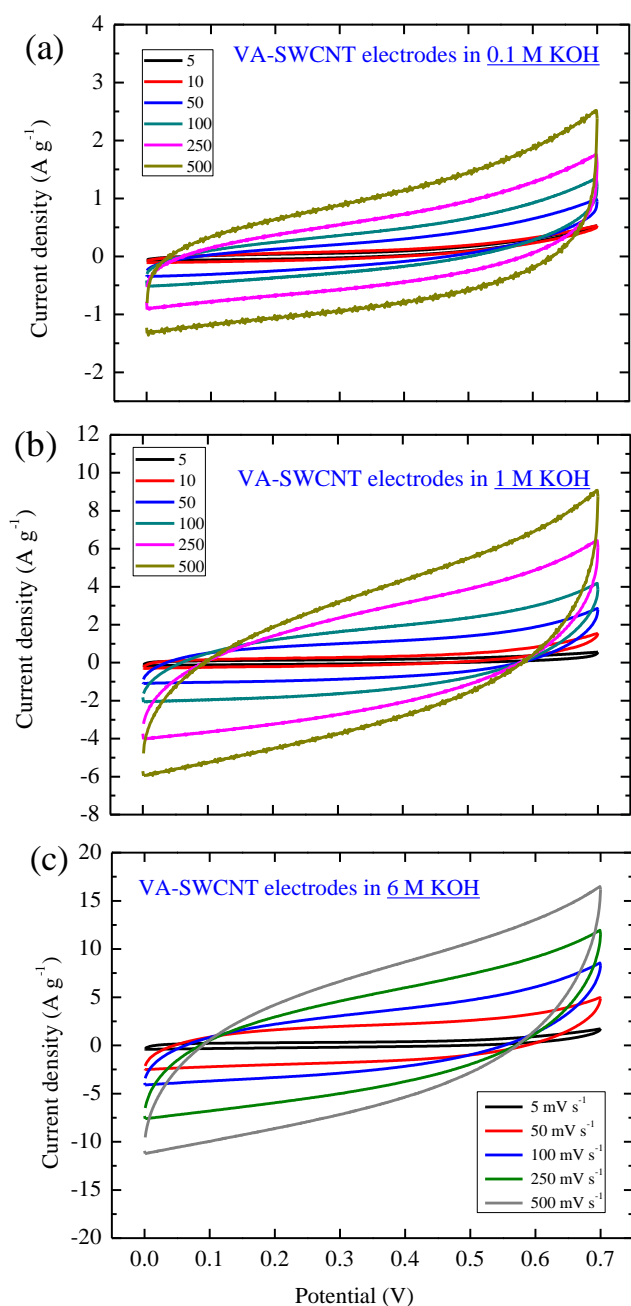 (a)
VA-SWCNT electrodes in 0.1 M KOH
5
10
50
100
250
500
4
3
2
1
0
-1
-2
Current density (A g⁻¹)
(b)
VA-SWCNT electrodes in 1 M KOH
5
10
50
100
250
500
12
10
8
6
4
2
0
-2
-4
-6
-8
Current density (A g⁻¹)
(c)
VA-SWCNT electrodes in 6 M KOH
20
15
10
5
0
-5
-10
-15
-20
Current density (A g⁻¹)
5 mV s⁻¹
50 mV s⁻¹
100 mV s⁻¹
250 mV s⁻¹
500 mV s⁻¹
0.0 0.1 0.2 0.3 0.4 0.5 0.6 0.7
Potential (V)